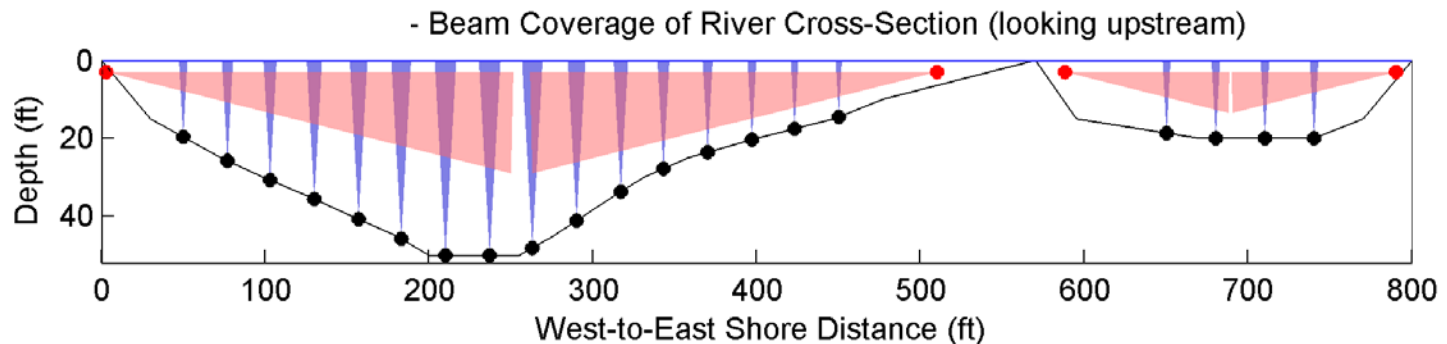 - Beam Coverage of River Cross-Section (looking upstream)
0
20
40
Depth (ft)
0 100 200 300 400 500 600 700 800
West-to-East Shore Distance (ft)